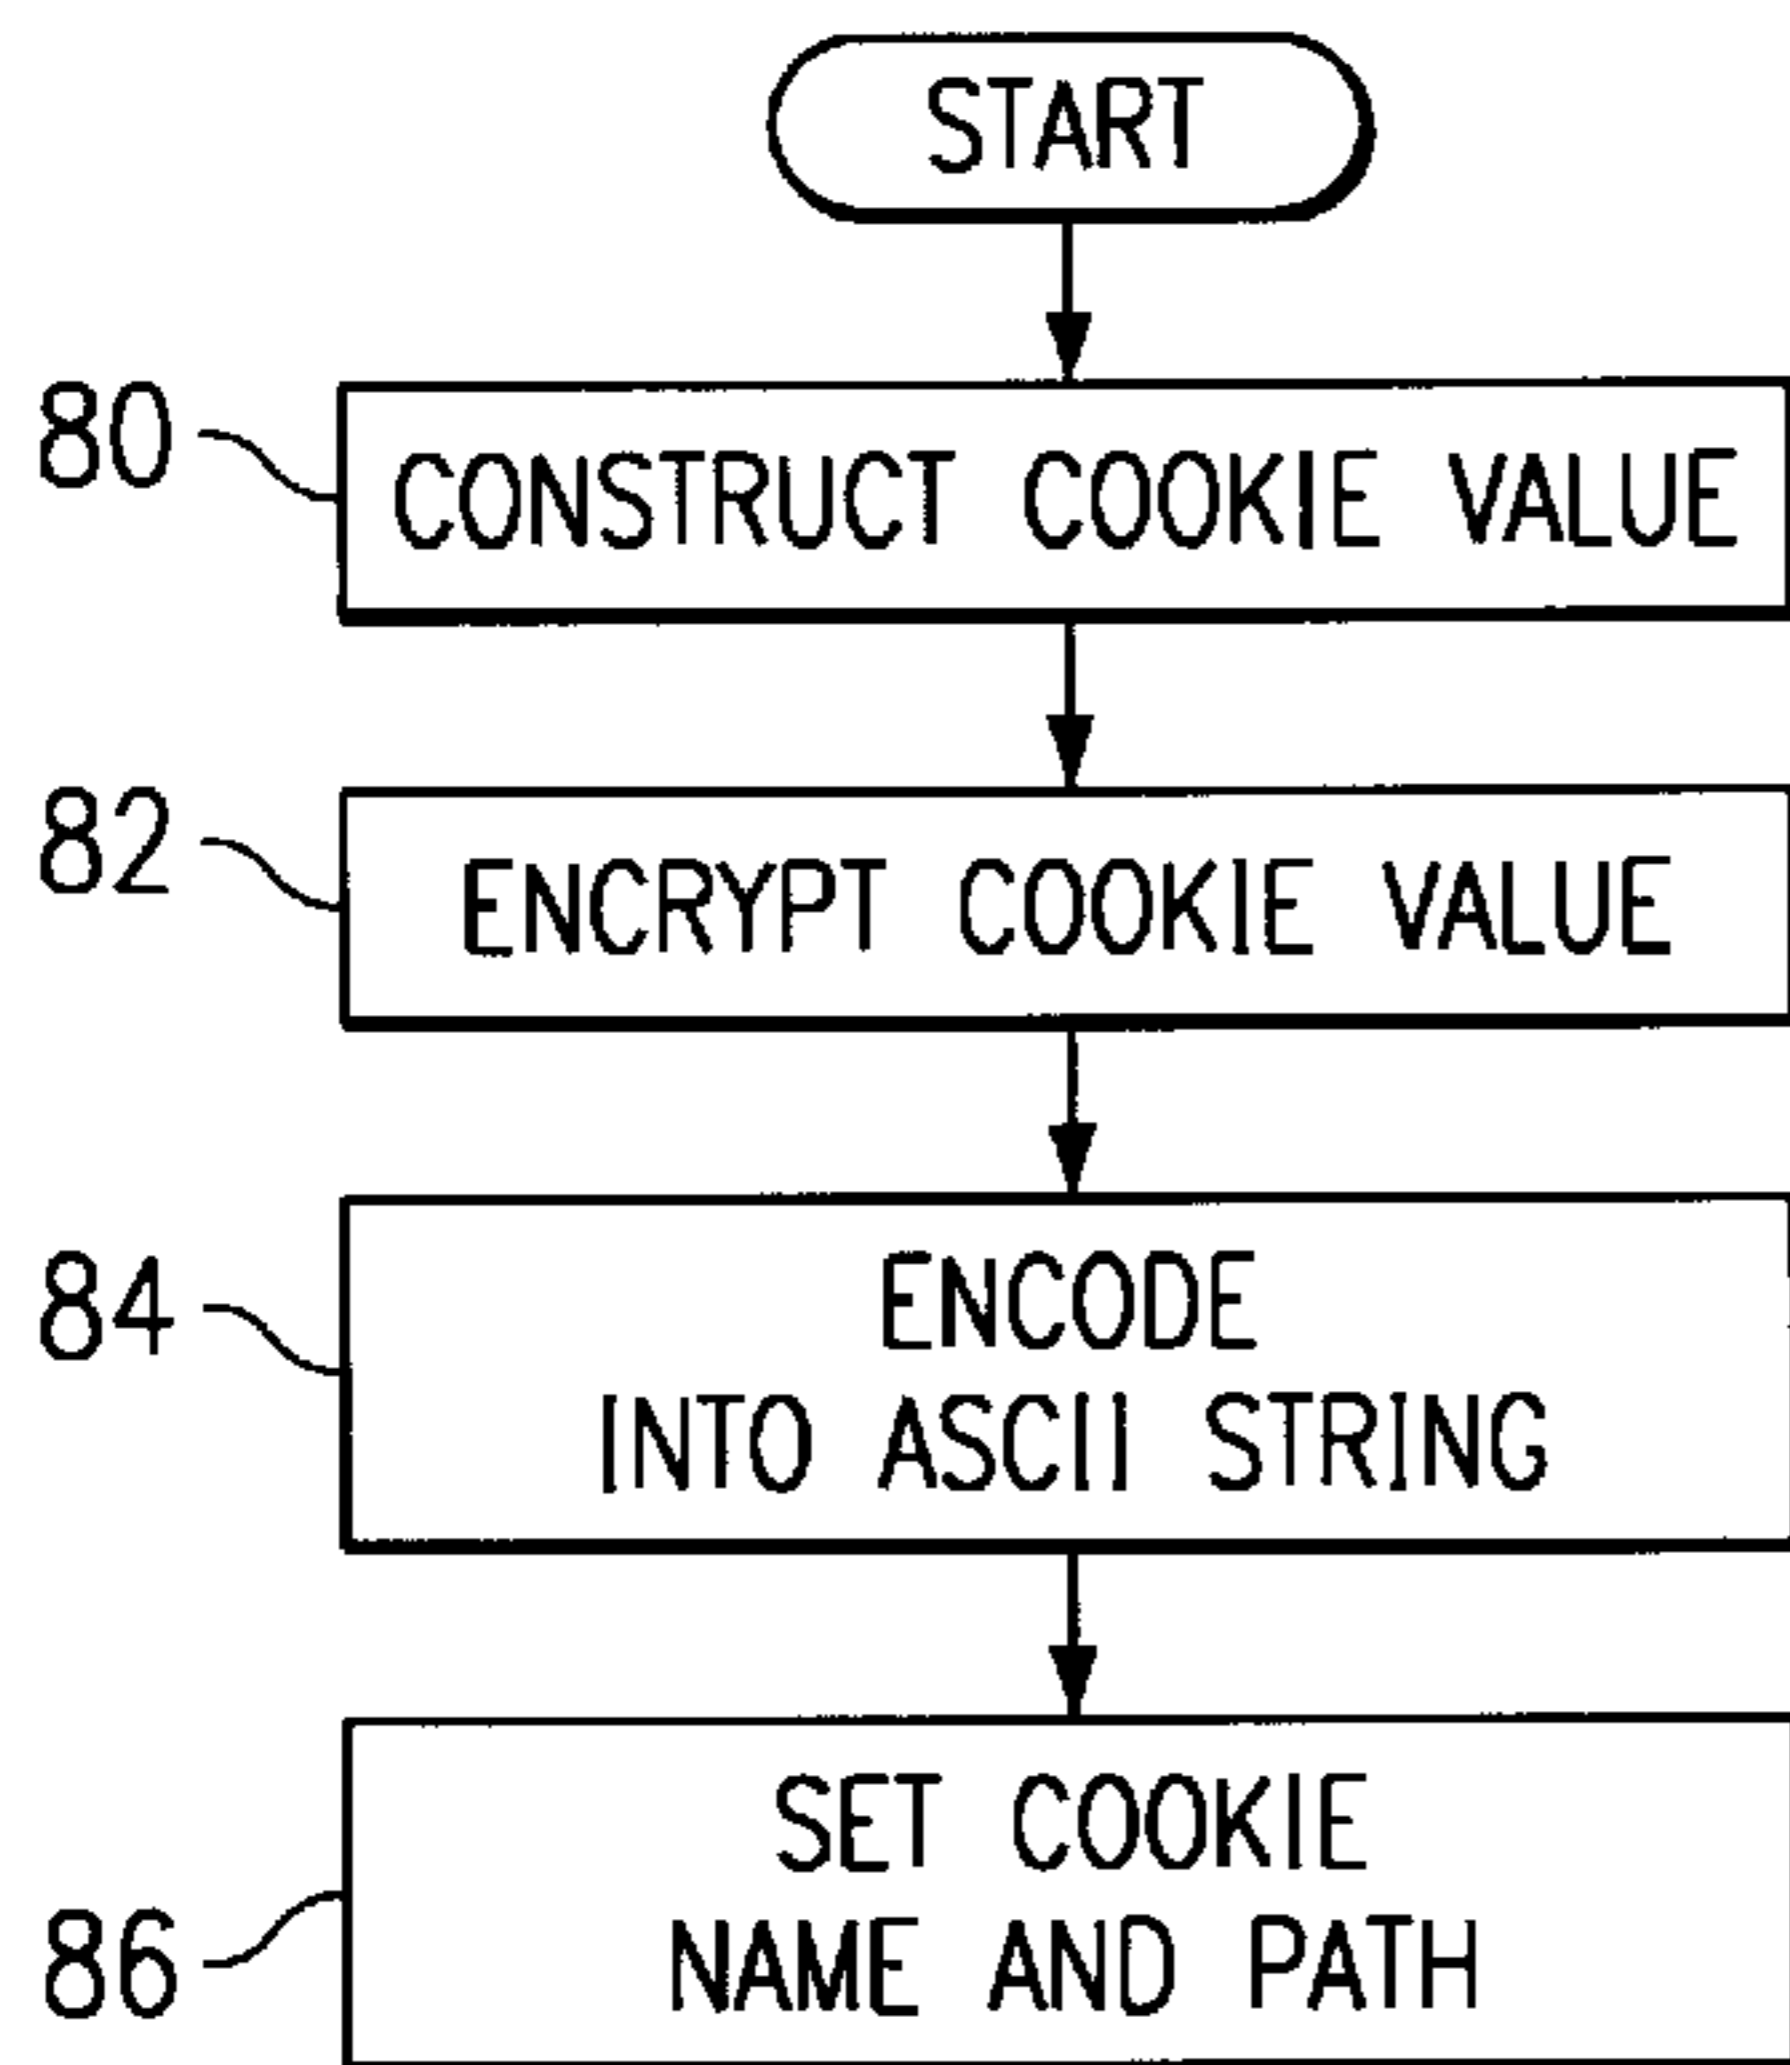 START
80
CONSTRUCT COOKIE VALUE
82
ENCRYPT COOKIE VALUE
84
ENCODE
INTO ASCII STRING
86
SET COOKIE
NAME AND PATH